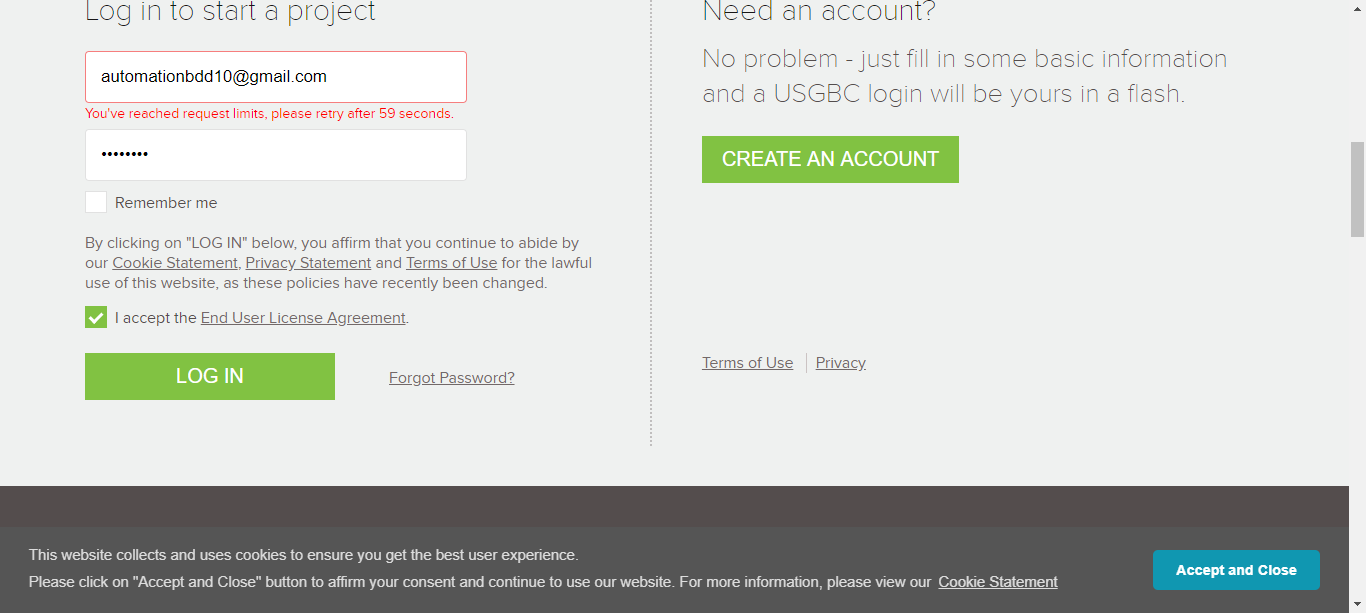 Log in to start a project
automationbdd10@gmail.com
You've reached request limits, please retry after 59 seconds.
••••••••
Remember me
By clicking on "LOG IN" below, you affirm that you continue to abide by
our Cookie Statement, Privacy Statement and Terms of Use for the lawful
use of this website, as these policies have recently been changed.
I accept the End User License Agreement.
LOG IN
Forgot Password?
Need an account?
No problem - just fill in some basic information
and a USGBC login will be yours in a flash.
CREATE AN ACCOUNT
Terms of Use
Privacy
This website collects and uses cookies to ensure you get the best user experience.
Please click on "Accept and Close" button to affirm your consent and continue to use our website. For more information, please view our Cookie Statement
Accept and Close